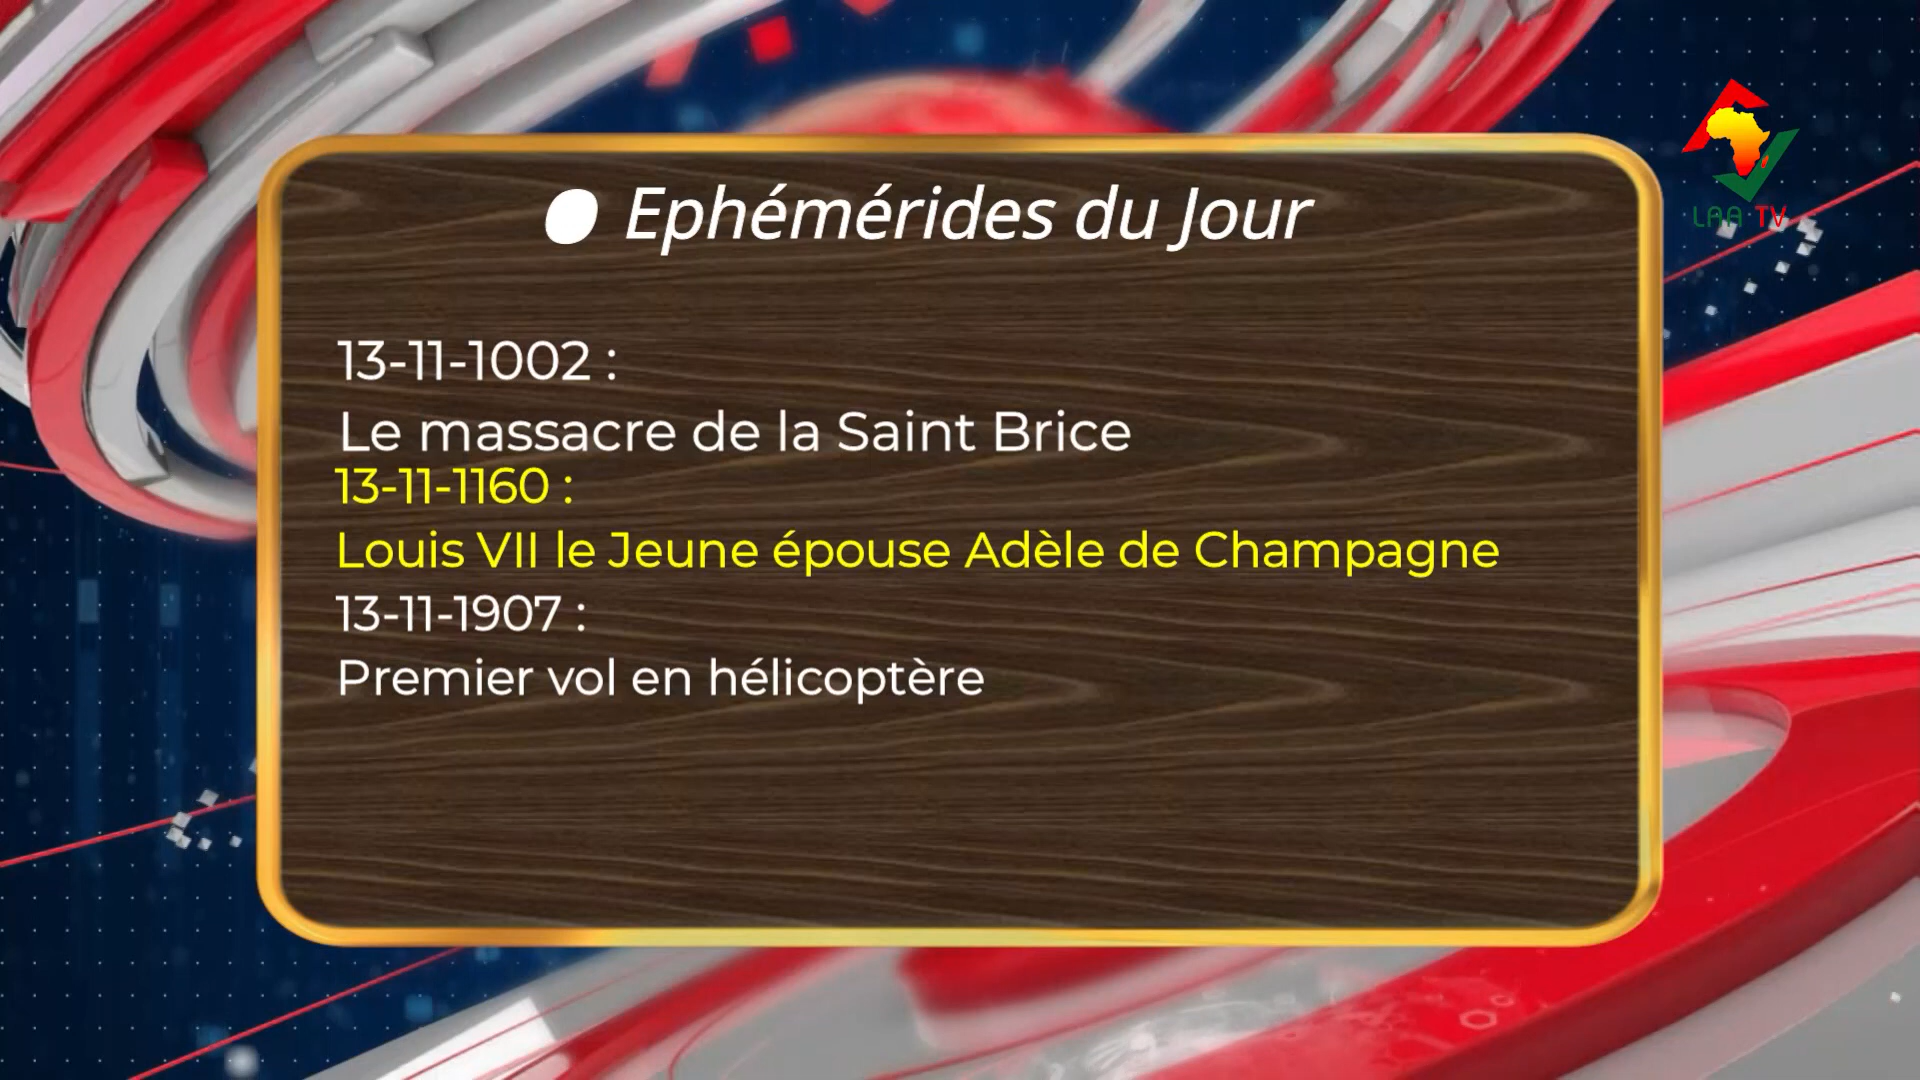 Ephémérides du Jour
LAA TV
13-11-1002 :
Le massacre de la Saint Brice
13-11-1160 :
Louis VII le Jeune épouse Adèle de Champagne
13-11-1907 :
Premier vol en hélicoptère